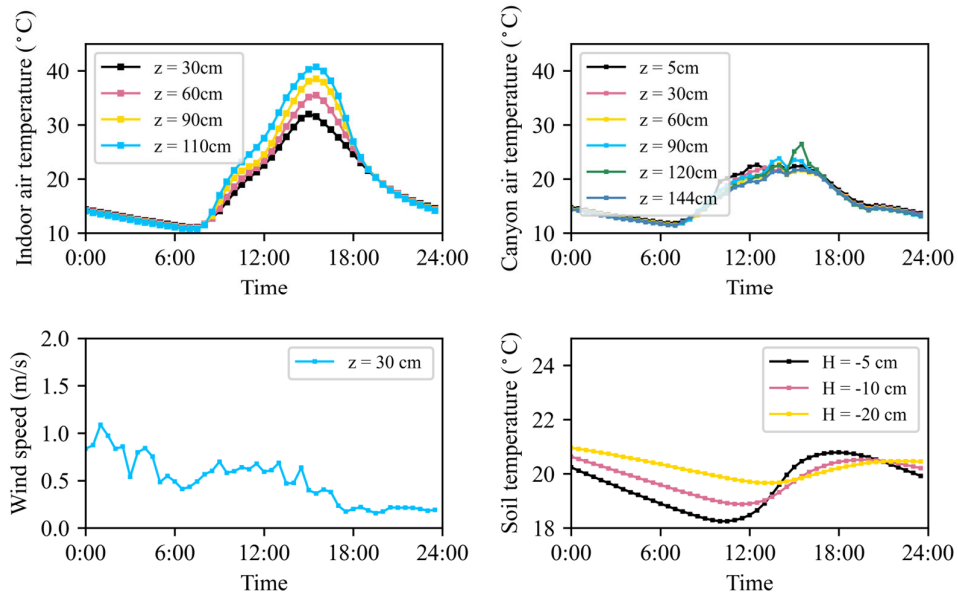 Indoor air temperature (°C)
40
30
20
10
z = 30cm
z = 60cm
z = 90cm
z = 110cm
0:00 6:00 12:00 18:00 24:00
Time
Canyon air temperature (°C)
40
30
20
10
z = 5cm
z = 30cm
z = 60cm
z = 90cm
z = 120cm
z = 144cm
0:00 6:00 12:00 18:00 24:00
Time
Wind speed (m/s)
2.0
1.5
1.0
0.5
0.0
z = 30 cm
0:00 6:00 12:00 18:00 24:00
Time
Soil temperature (°C)
24
22
20
18
H = -5 cm
H = -10 cm
H = -20 cm
0:00 6:00 12:00 18:00 24:00
Time